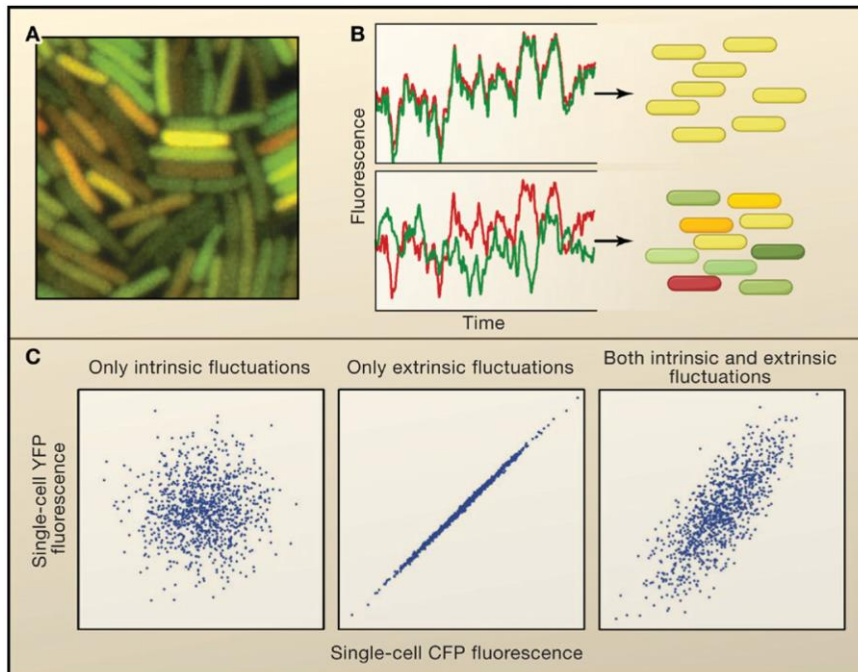 A
B
Fluorescence
Time
C
Only intrinsic fluctuations
Only extrinsic fluctuations
Both intrinsic and extrinsic
fluctuations
Single-cell YFP
fluorescence
Single-cell CFP fluorescence